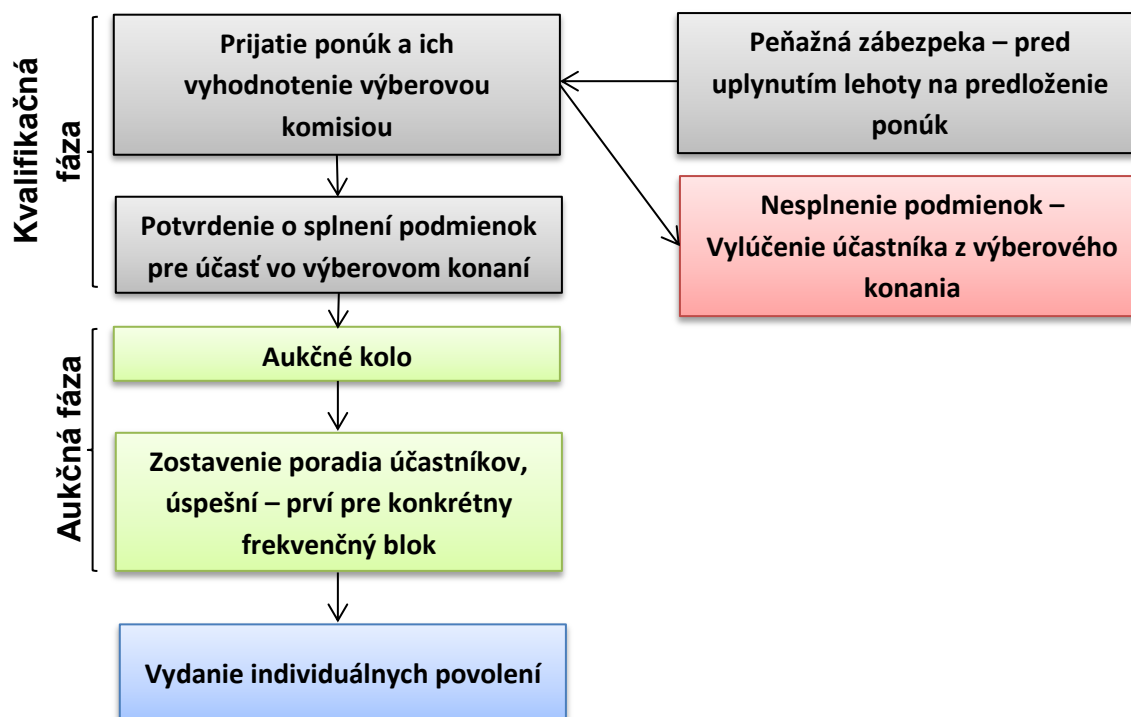 Kvalifikačná
fáza
Prijatie ponúk a ich
vyhodnotenie výberovou
komisiou
Peňažná zábezpeka – pred
uplynutím lehoty na predloženie
ponúk
Potvrdenie o splnení podmienok
pre účasť vo výberovom konaní
Nesplnenie podmienok –
Vylúčenie účastníka z výberového
konania
Aukčná fáza
Aukčné kolo
Zostavenie poradia účastníkov,
úspešní – prví pre konkrétny
frekvenčný blok
Vydanie individuálnych povolení